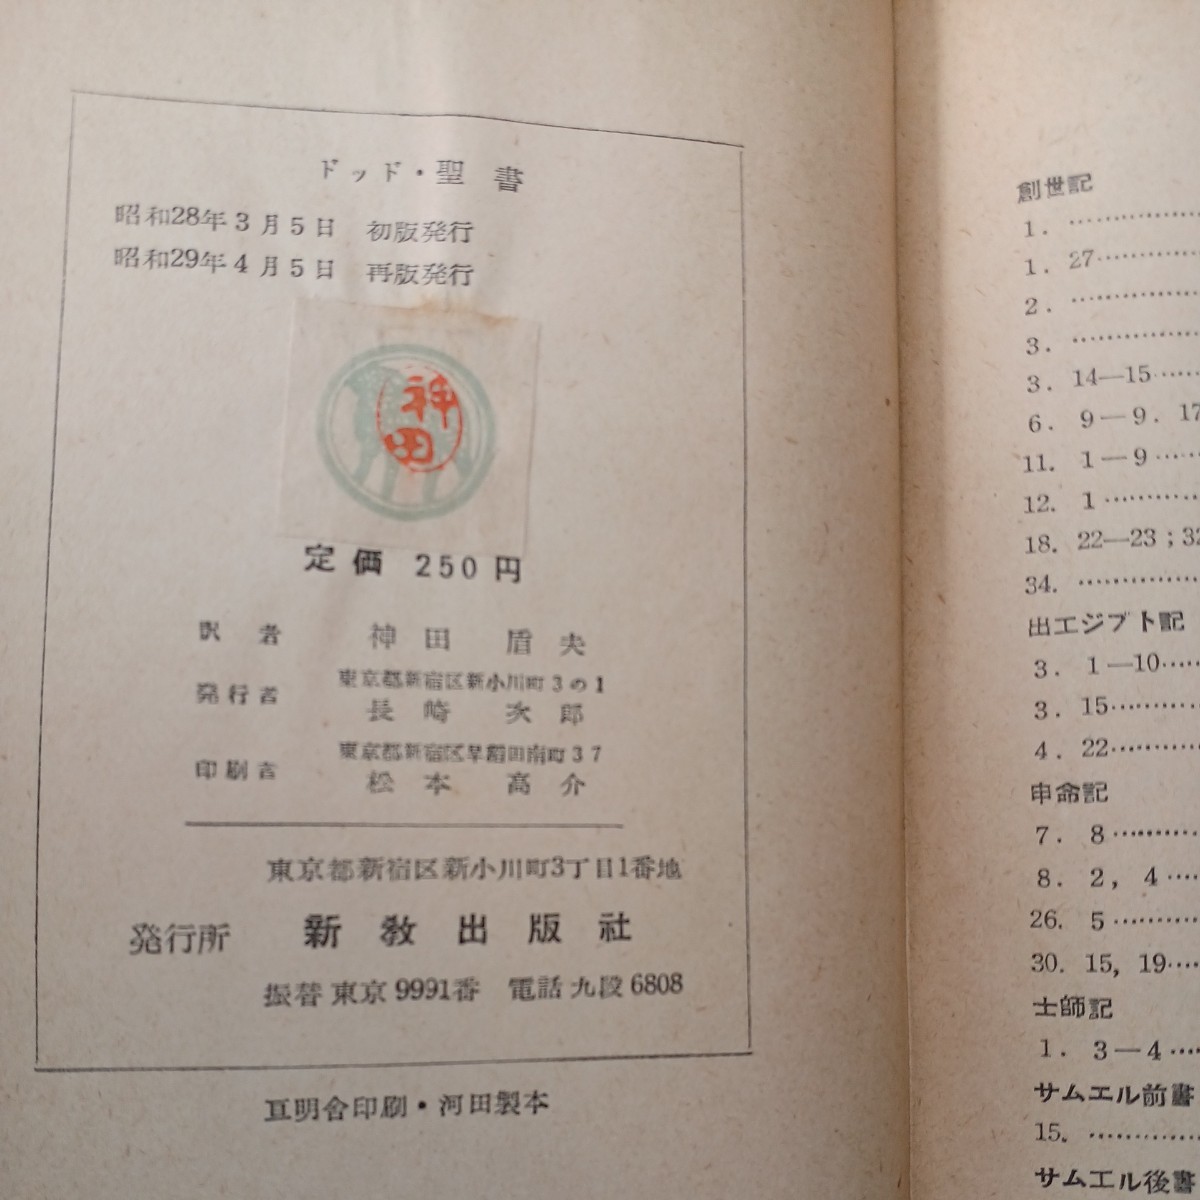 ドッド・聖書
昭和28年3月5日 初版発行
昭和29年4月5日 再版発行
神田
定価 250円
訳者 神田盾夫
東京都新宿区新小川町3の1
発行者 長崎次郎
東京都新宿区早稲田南町37
印刷者 松本高介
東京都新宿区新小川町3丁目1番地
発行所 新教出版社
振替東京9991番 電話九段6808
亙明舎印刷・河田製本
創世記
1. ……………
1. 27…………
2. ……………
3. ……………
3. 14—15……
6. 9—9. 17
11. 1—9……
12. 1…………
18. 22—23;32
34. ……………
出エジプト記
3. 1—10……
3. 15…………
4. 22…………
申命記
7. 8…………
8. 2, 4……
26. 5…………
30. 15, 19……
士師記
1. 3—4……
サムエル前書
15. ……………
サムエル後書